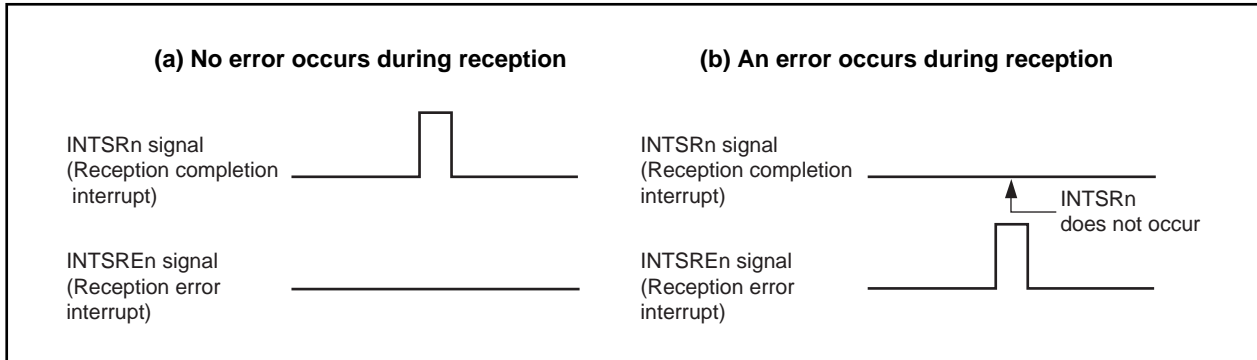 (a) No error occurs during reception
INTSRn signal
(Reception completion
interrupt)
INTSREn signal
(Reception error
interrupt)
(b) An error occurs during reception
INTSRn signal
(Reception completion
interrupt)
INTSRn
does not occur
INTSREn signal
(Reception error
interrupt)